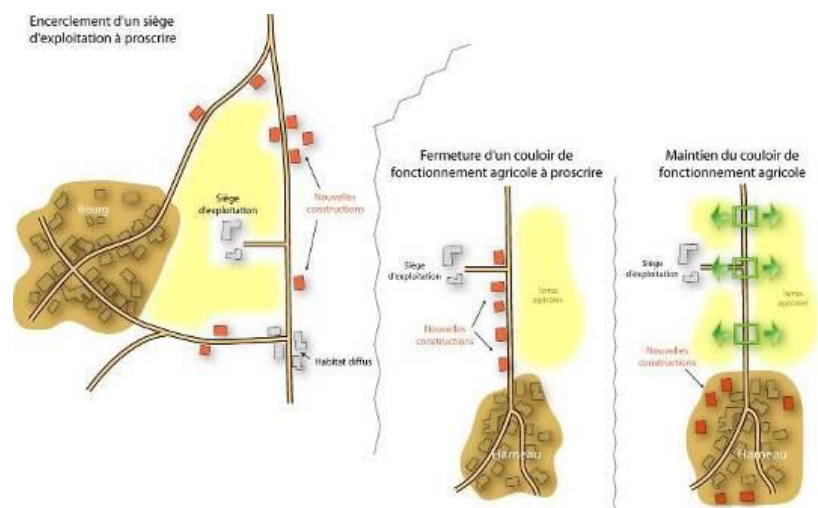 Encerclement d'un siège
d'exploitation à proscrire
Bourg
Siège
d'exploitation
Nouvelles
constructions
Habitat diffus
Fermeture d'un couloir de
fonctionnement agricole à proscrire
Siège
d'exploitation
Terres
agricoles
Nouvelles
constructions
Hameau
Maintien du couloir de
fonctionnement agricole
Siège
d'exploitation
Terres
agricoles
Nouvelles
constructions
Hameau